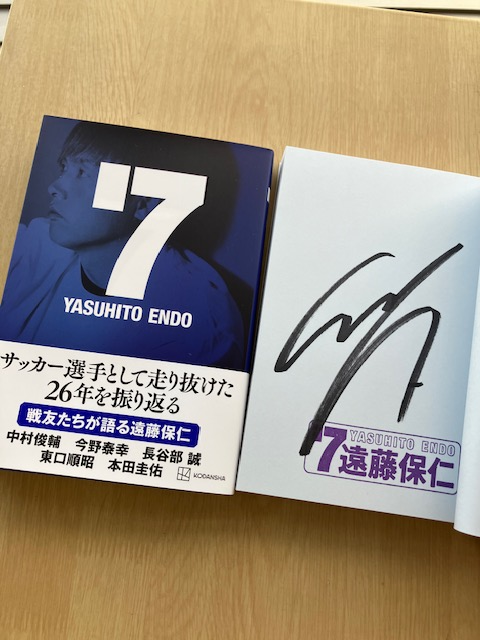 7
YASUHITO ENDO
サッカー選手として走り抜けた
26年を振り返る
戦友たちが語る遠藤保仁
中村俊輔 今野泰幸 長谷部 誠
東口順昭 本田圭佑
KODANSHA
YASUHITO ENDO
7遠藤保仁